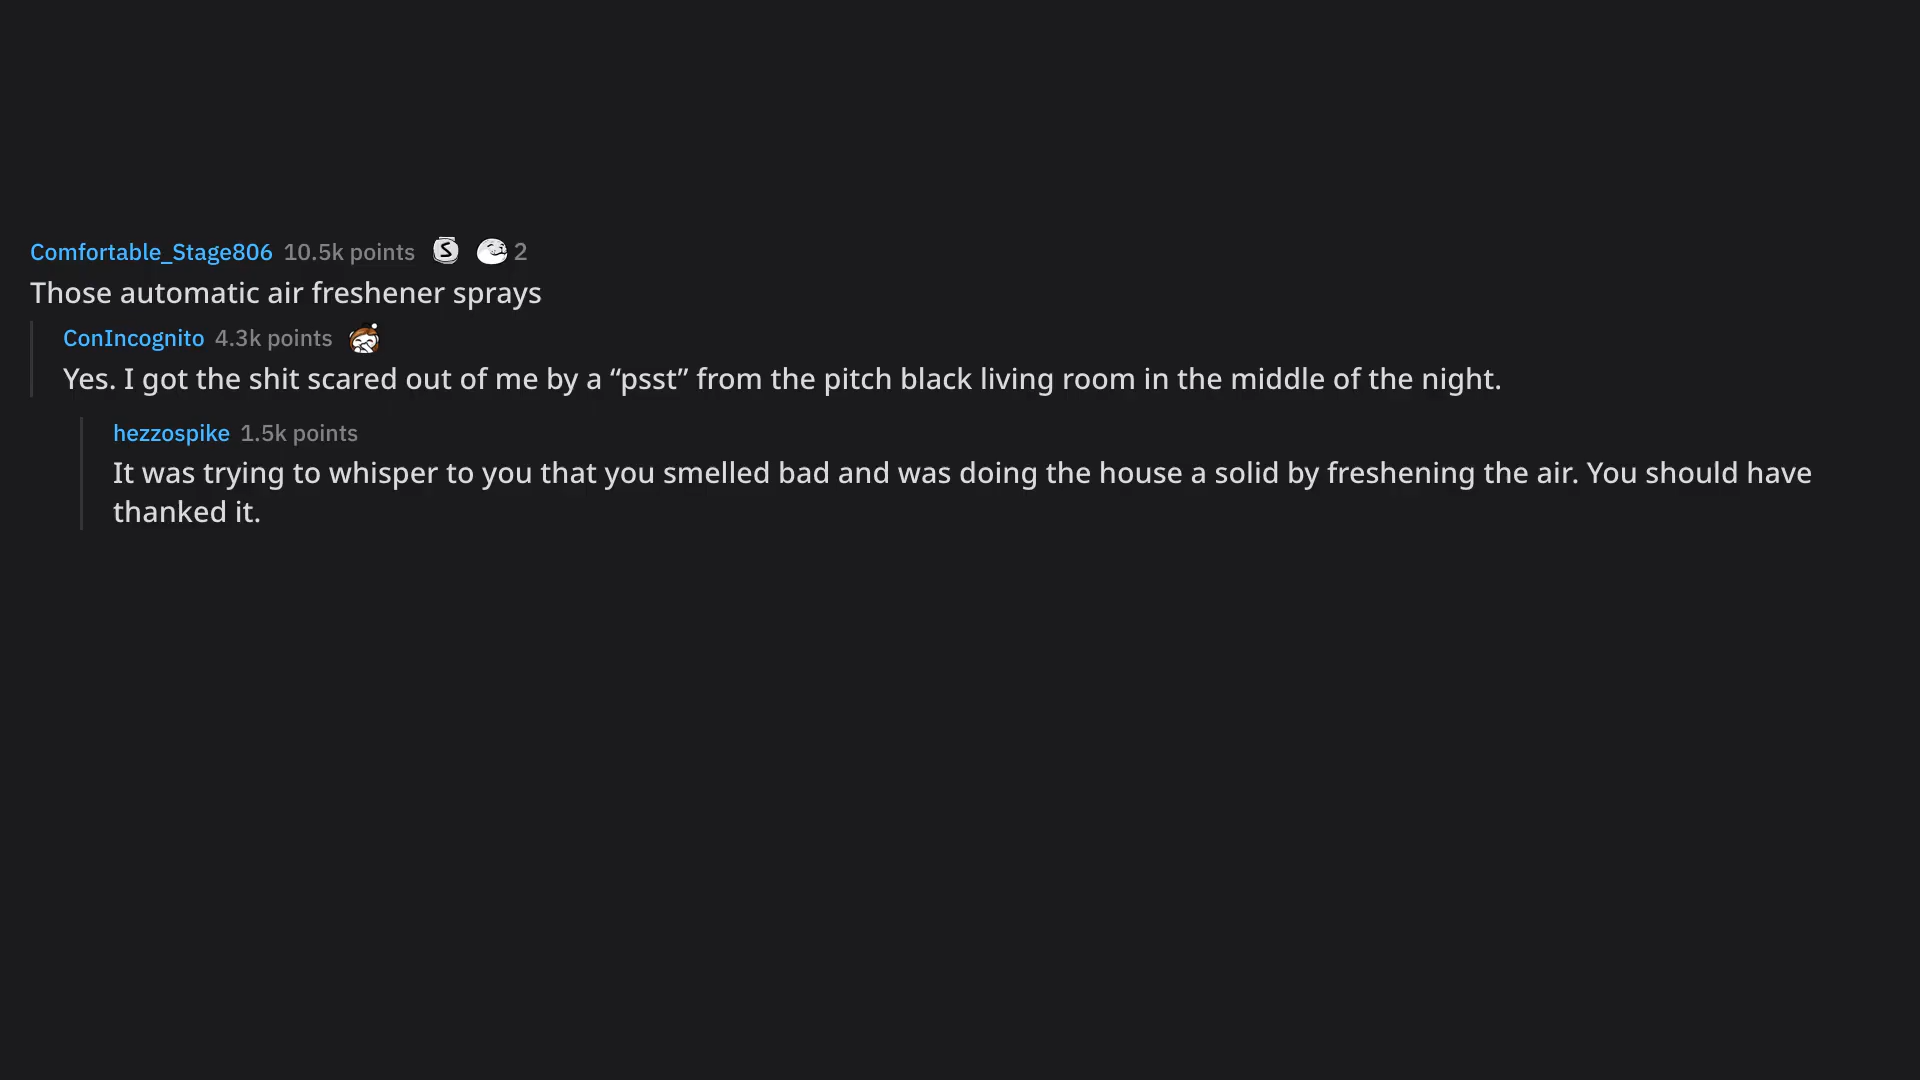 Comfortable_Stage806 10.5k points S 2
Those automatic air freshener sprays
ConIncognito 4.3k points
Yes. I got the shit scared out of me by a “psst” from the pitch black living room in the middle of the night.
hezzospike 1.5k points
It was trying to whisper to you that you smelled bad and was doing the house a solid by freshening the air. You should have
thanked it.